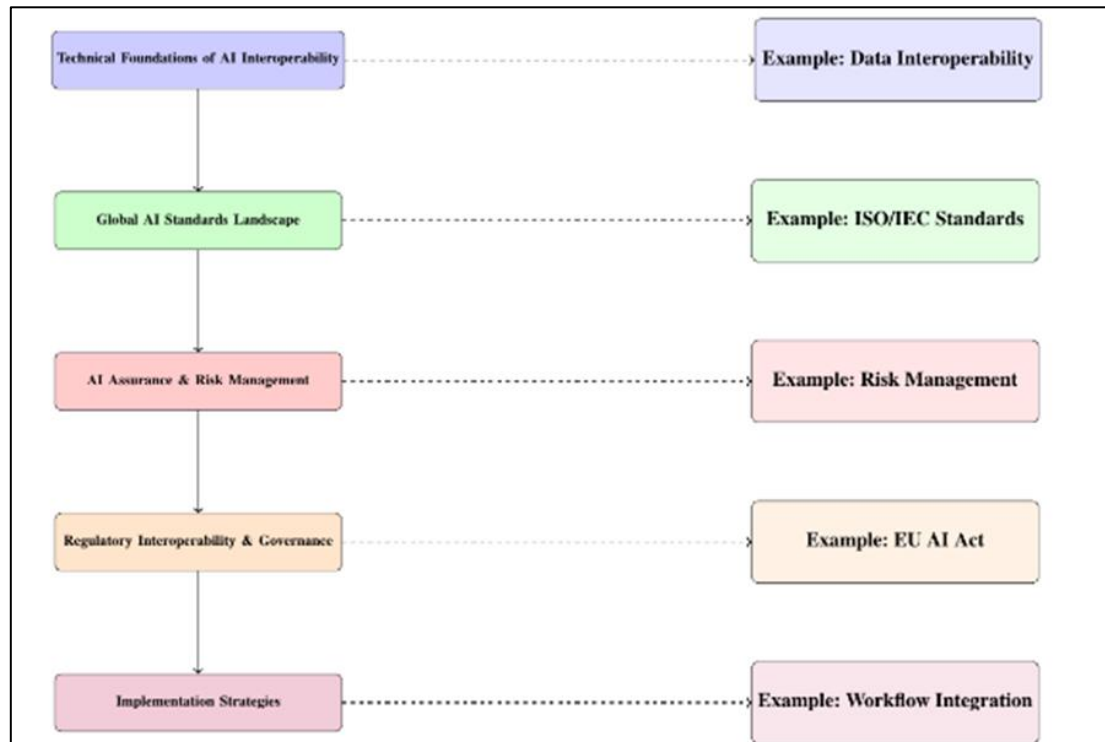 Technical Foundations of AI Interoperability
Example: Data Interoperability
Global AI Standards Landscape
Example: ISO/IEC Standards
AI Assurance & Risk Management
Example: Risk Management
Regulatory Interoperability & Governance
Example: EU AI Act
Implementation Strategies
Example: Workflow Integration